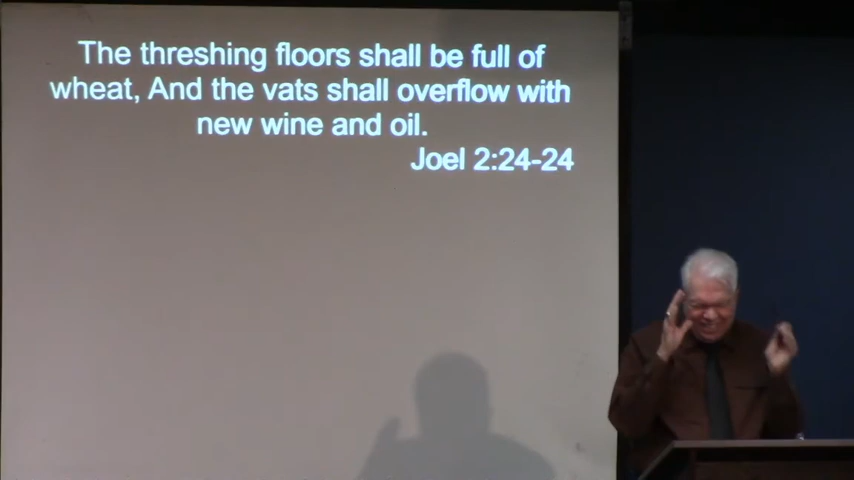 The threshing floors shall be full of
wheat, And the vats shall overflow with
new wine and oil.
Joel 2:24-24